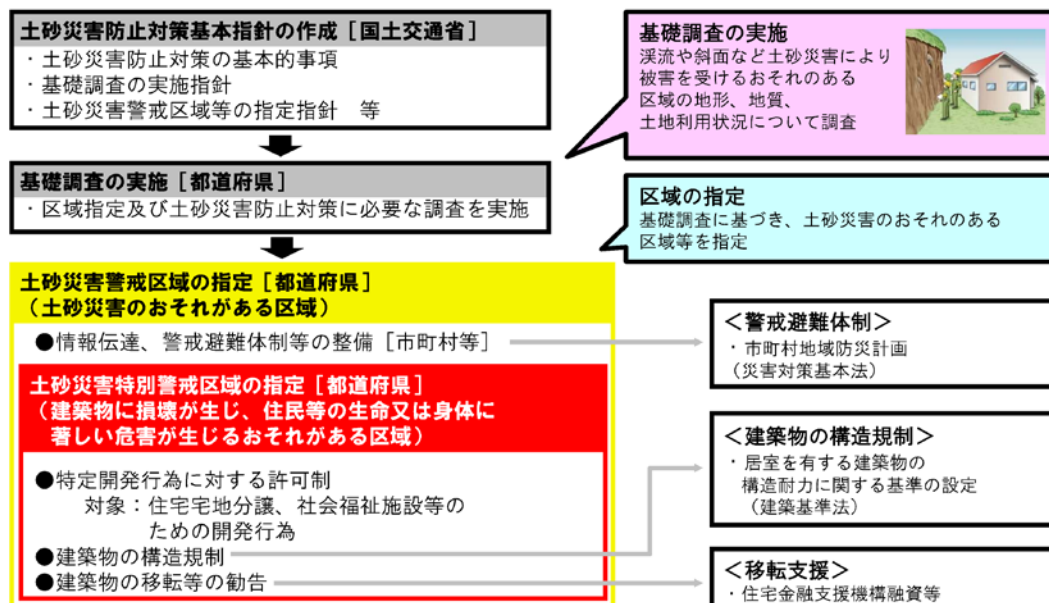 土砂災害防止対策基本指針の作成［国土交通省］
・土砂災害防止対策の基本的事項
・基礎調査の実施指針
・土砂災害警戒区域等の指定指針　等
基礎調査の実施［都道府県］
・区域指定及び土砂災害防止対策に必要な調査を実施
土砂災害警戒区域の指定［都道府県］
（土砂災害のおそれがある区域）
●情報伝達、警戒避難体制等の整備［市町村等］
土砂災害特別警戒区域の指定［都道府県］
（建築物に損壊が生じ、住民等の生命又は身体に
著しい危害が生じるおそれがある区域）
●特定開発行為に対する許可制
対象：住宅宅地分譲、社会福祉施設等の
ための開発行為
●建築物の構造規制
●建築物の移転等の勧告
基礎調査の実施
渓流や斜面など土砂災害により
被害を受けるおそれのある
区域の地形、地質、
土地利用状況について調査
区域の指定
基礎調査に基づき、土砂災害のおそれのある
区域等を指定
＜警戒避難体制＞
・市町村地域防災計画
（災害対策基本法）
＜建築物の構造規制＞
・居室を有する建築物の
構造耐力に関する基準の設定
（建築基準法）
＜移転支援＞
・住宅金融支援機構融資等